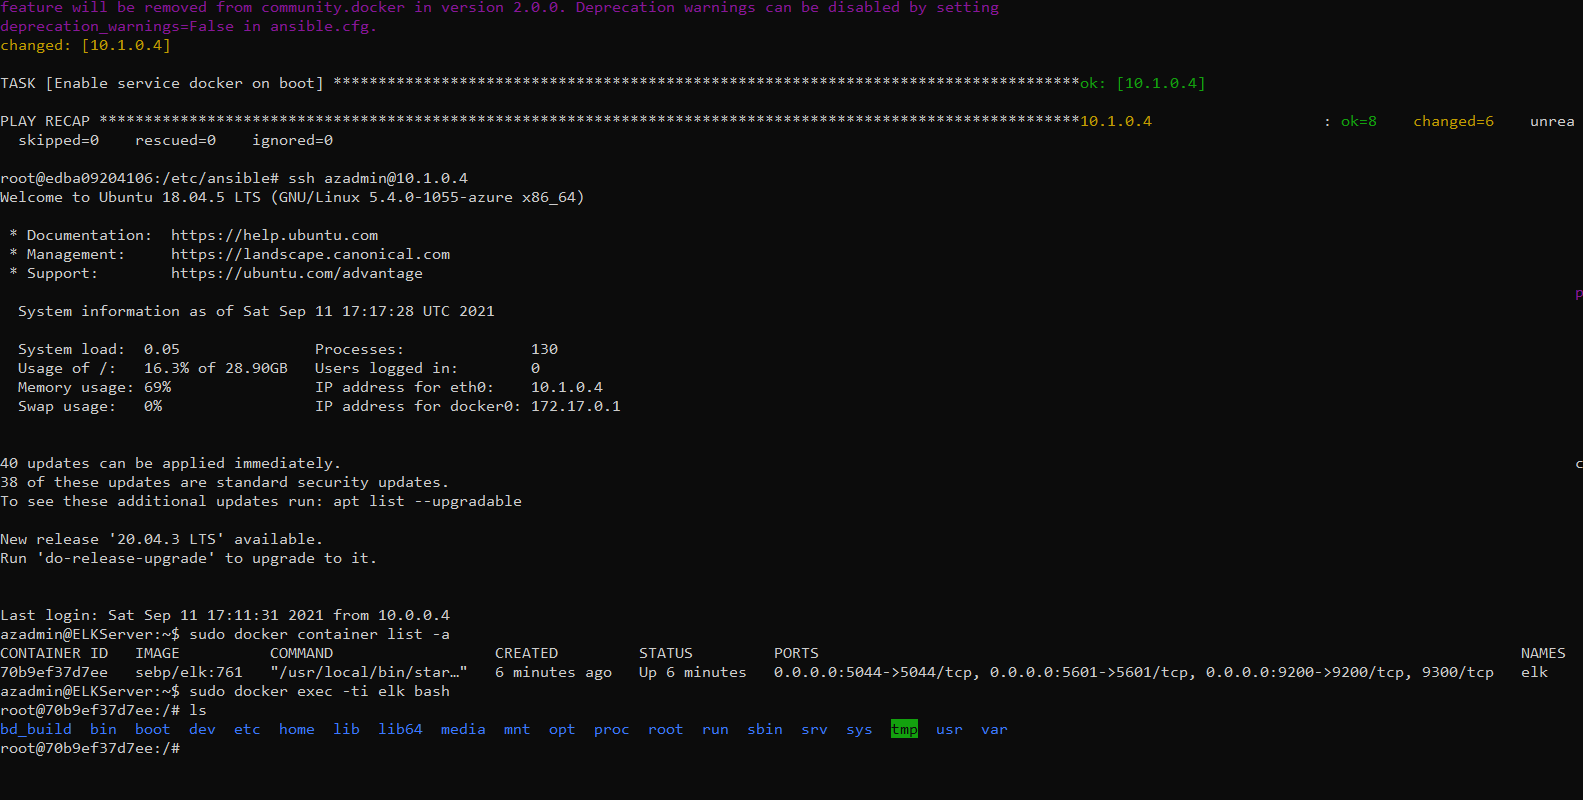 feature will be removed from community.docker in version 2.0.0. Deprecation warnings can be disabled by setting
deprecation_warnings=False in ansible.cfg.
changed: [10.1.0.4]
TASK [Enable service docker on boot] ***********************************************************************************ok: [10.1.0.4]
PLAY RECAP *************************************************************************************************************10.1.0.4                   : ok=8    changed=6    unrea
  skipped=0    rescued=0    ignored=0
root@edba09204106:/etc/ansible# ssh azadmin@10.1.0.4
Welcome to Ubuntu 18.04.5 LTS (GNU/Linux 5.4.0-1055-azure x86_64)
 * Documentation:  https://help.ubuntu.com
 * Management:     https://landscape.canonical.com
 * Support:        https://ubuntu.com/advantage
p
  System information as of Sat Sep 11 17:17:28 UTC 2021
  System load:  0.05               Processes:              130
  Usage of /:   16.3% of 28.90GB   Users logged in:        0
  Memory usage: 69%                IP address for eth0:    10.1.0.4
  Swap usage:   0%                 IP address for docker0: 172.17.0.1
40 updates can be applied immediately.
38 of these updates are standard security updates.
To see these additional updates run: apt list --upgradable
New release '20.04.3 LTS' available.
Run 'do-release-upgrade' to upgrade to it.
Last login: Sat Sep 11 17:11:31 2021 from 10.0.0.4
azadmin@ELKServer:~$ sudo docker container list -a
CONTAINER ID   IMAGE          COMMAND                  CREATED         STATUS         PORTS                                                                              NAMES
70b9ef37d7ee   sebp/elk:761   "/usr/local/bin/star…"   6 minutes ago   Up 6 minutes   0.0.0.0:5044->5044/tcp, 0.0.0.0:5601->5601/tcp, 0.0.0.0:9200->9200/tcp, 9300/tcp   elk
azadmin@ELKServer:~$ sudo docker exec -ti elk bash
root@70b9ef37d7ee:/# ls
bd_build  bin  boot  dev  etc  home  lib  lib64  media  mnt  opt  proc  root  run  sbin  srv  sys  tmp  usr  var
root@70b9ef37d7ee:/#